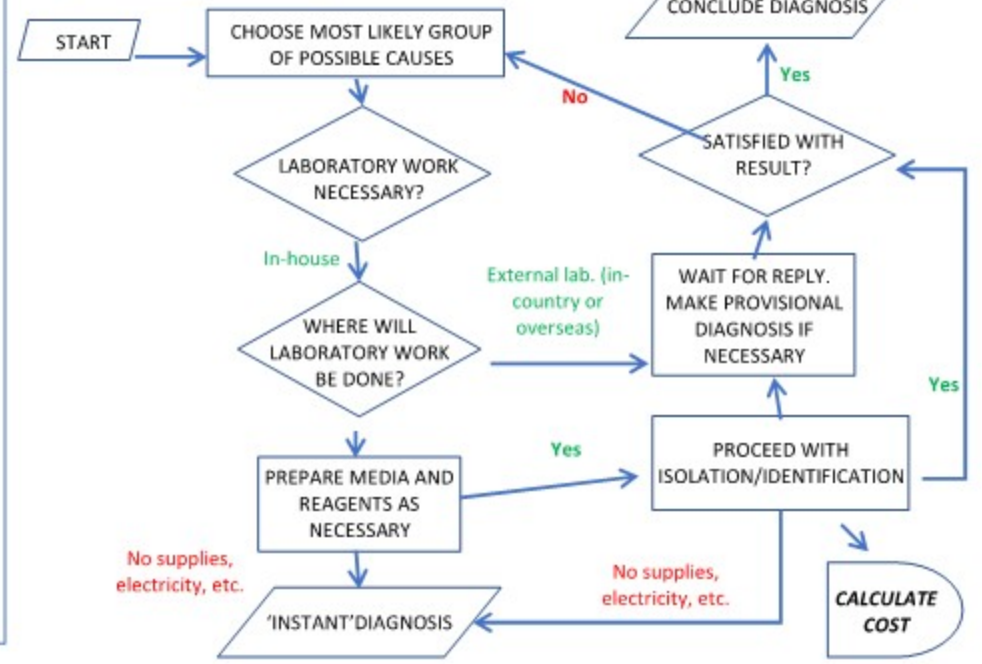 START
CHOOSE MOST LIKELY GROUP
OF POSSIBLE CAUSES
LABORATORY WORK
NECESSARY?
In-house
WHERE WILL
LABORATORY WORK
BE DONE?
External lab. (in-
country or
overseas)
PREPARE MEDIA AND
REAGENTS AS
NECESSARY
No supplies,
electricity, etc.
'INSTANT'DIAGNOSIS
Yes
PROCEED WITH
ISOLATION/IDENTIFICATION
No supplies,
electricity, etc.
CALCULATE
COST
WAIT FOR REPLY.
MAKE PROVISIONAL
DIAGNOSIS IF
NECESSARY
Yes
SATISFIED WITH
RESULT?
No
Yes
CONCLUDE DIAGNOSIS